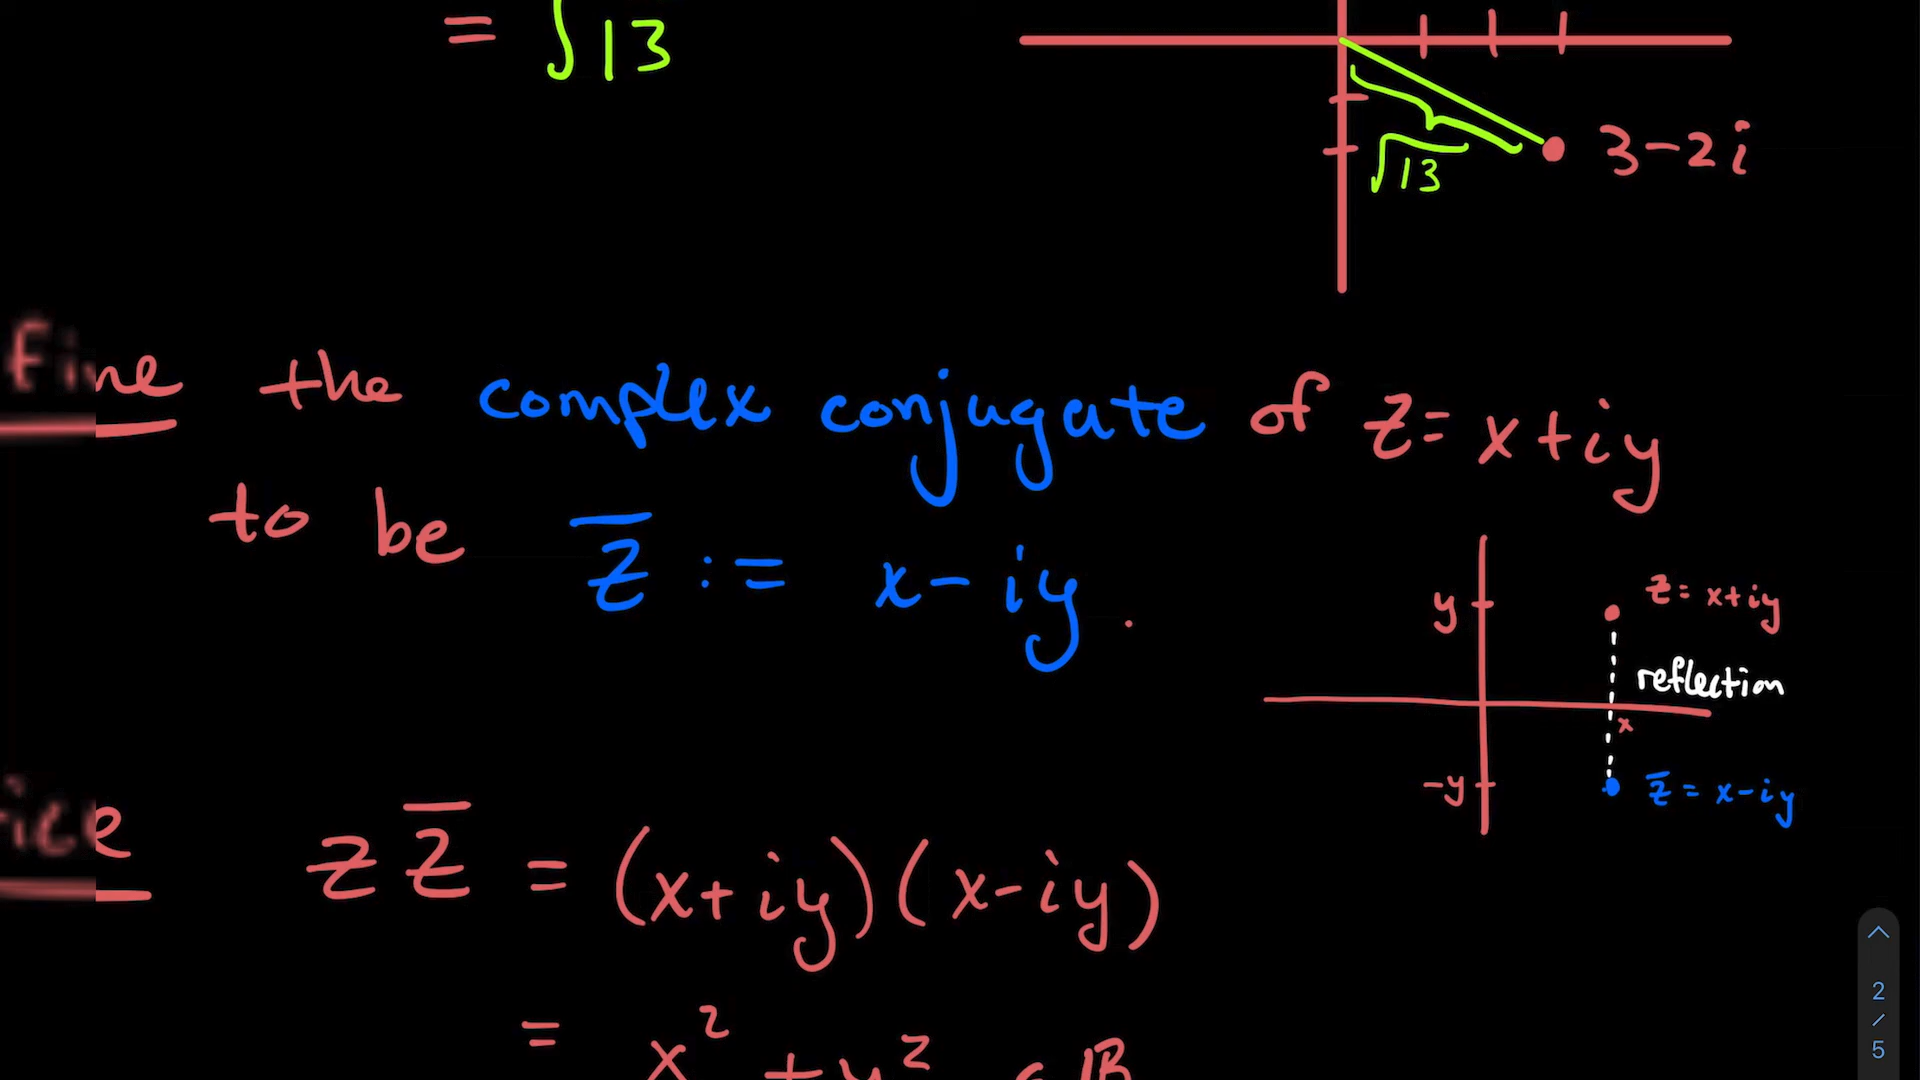 = √13
√13
3-2i
fine the complex conjugate of z = x+iy
to be z̅ := x-iy.
y
z = x+iy
reflection
x
-y
z̅ = x-iy
ice z z̅ = (x+iy)(x-iy)
= x² + y² ∈ ℝ
2
/
5